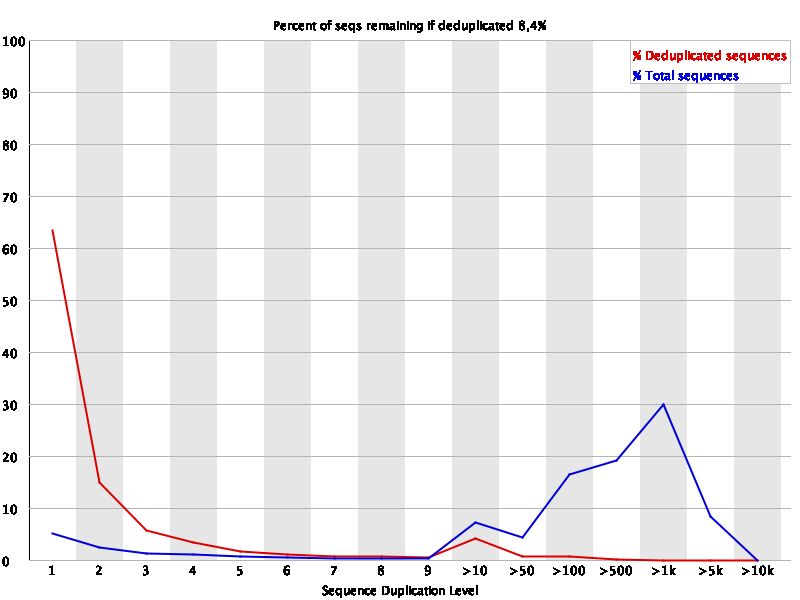 Percent of seqs remaining if deduplicated 8,4%
% Deduplicated sequences
% Total sequences
100
90
80
70
60
50
40
30
20
10
0
1 2 3 4 5 6 7 8 9 >10 >50 >100 >500 >1k >5k >10k
Sequence Duplication Level